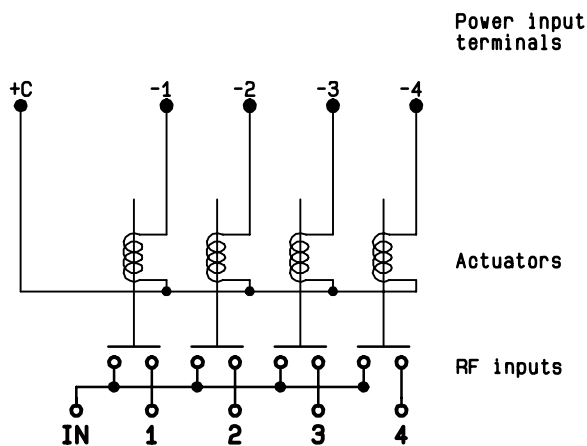 Power input
terminals
+C -1 -2 -3 -4
Actuators
RF inputs
IN 1 2 3 4